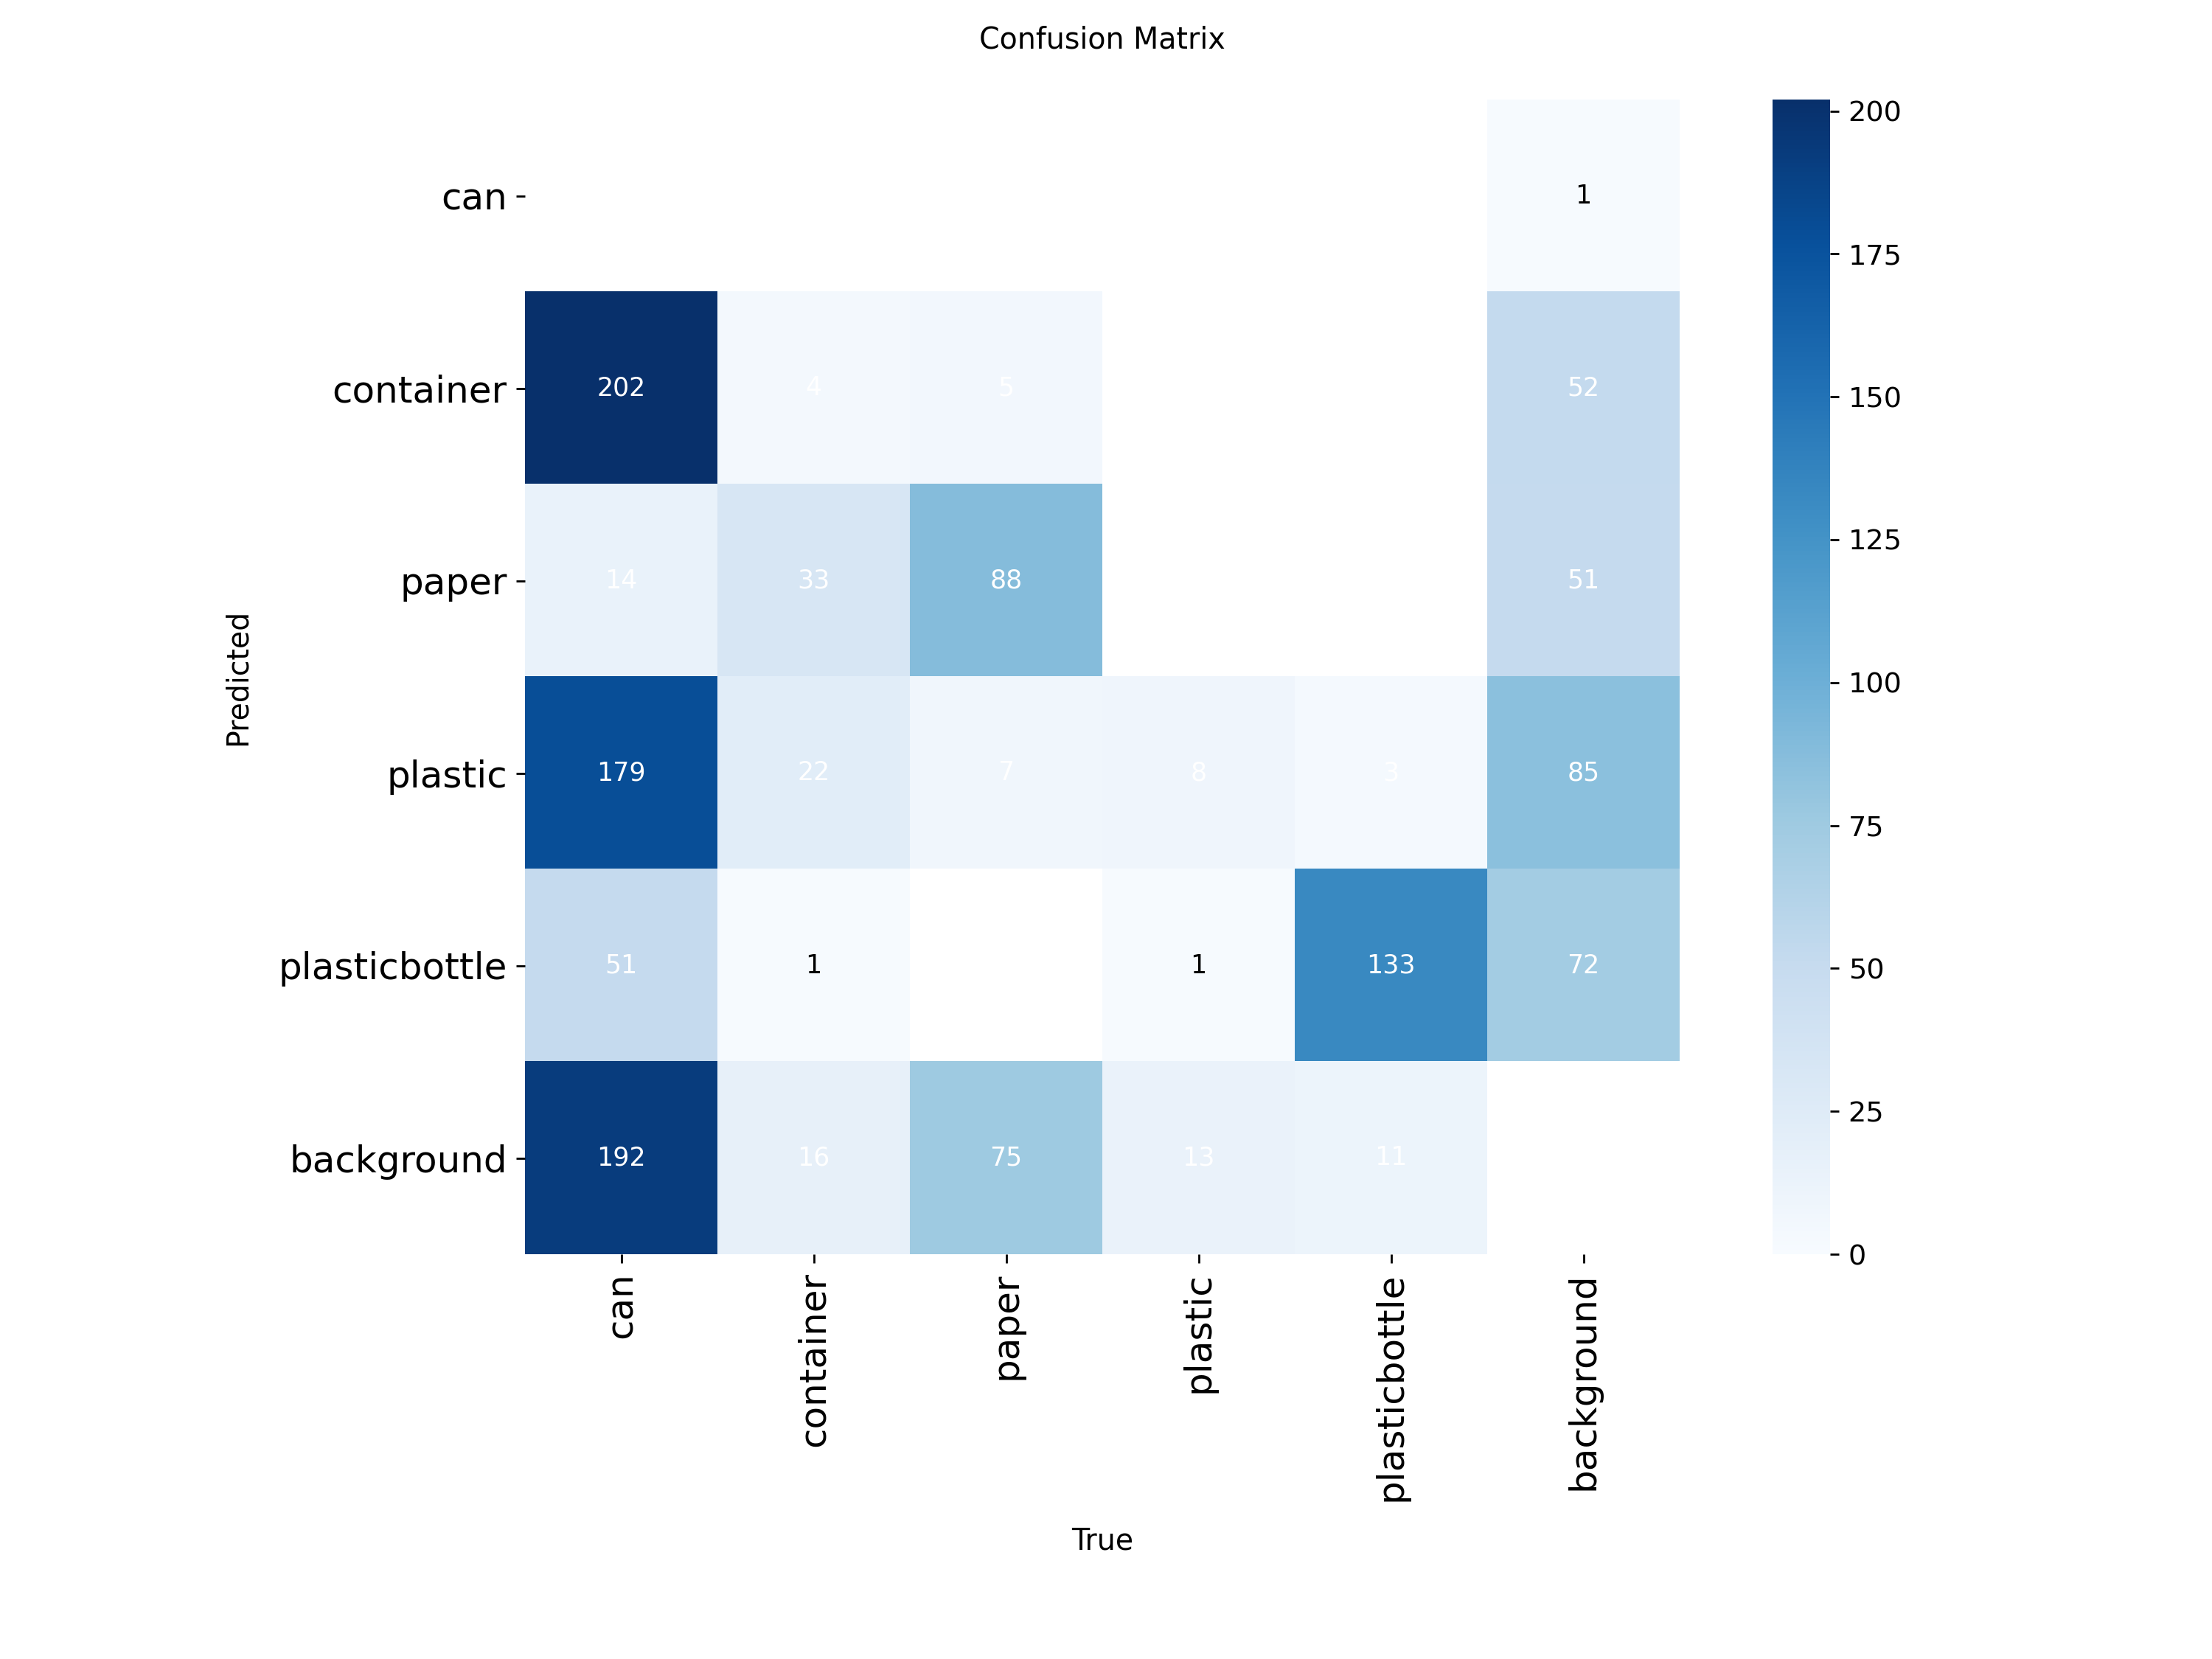 Confusion Matrix
can
1
200
175
container
202 4 5 52
150
paper
14 33 88 51
125
Predicted
100
plastic
179 22 7 8 3 85
75
plasticbottle
51 1 1 133 72
50
background
192 16 75 13 11
25
0
can
container
paper
plastic
plasticbottle
background
True